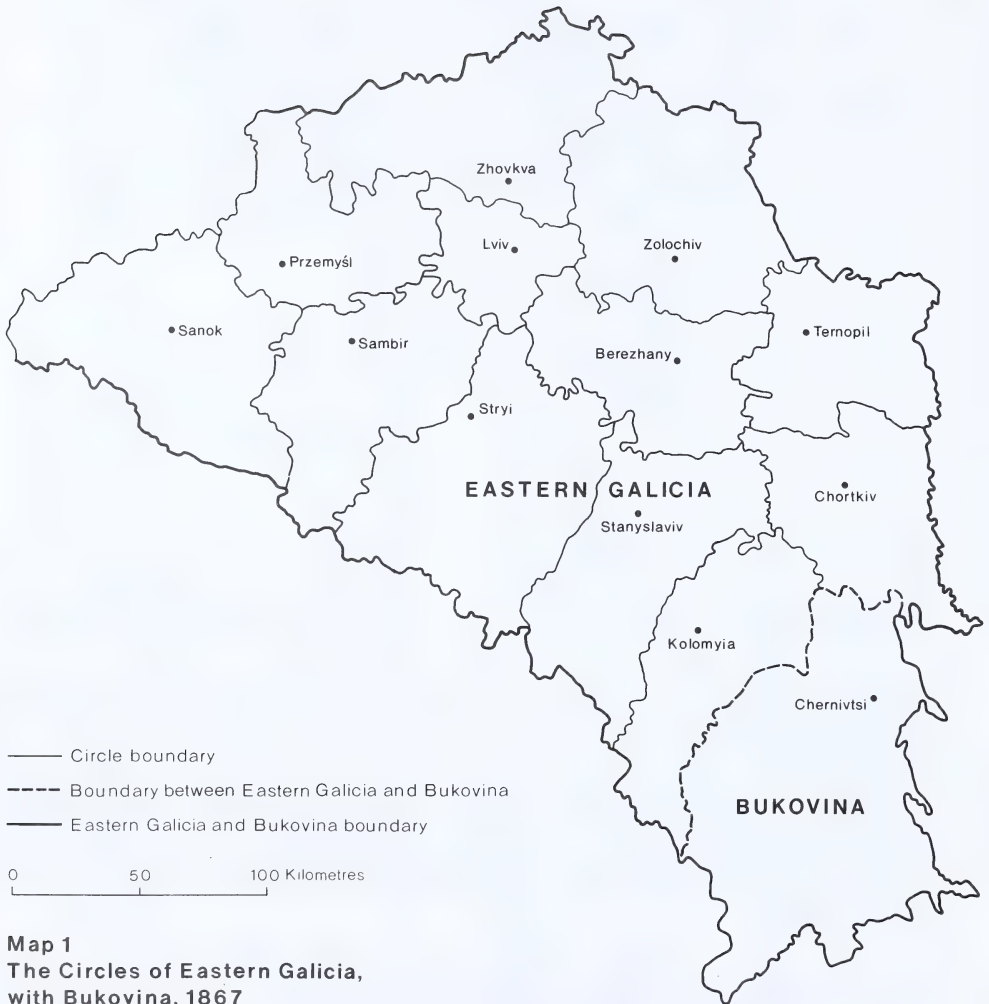 Zhovkva
Lviv
Zolochiv
Przemyśl
Sanok
Sambir
Ternopil
Berezhany
Stryi
EASTERN GALICIA
Chortkiv
Stanyslaviv
Kolomyia
Chernivtsi
BUKOVINA
Circle boundary
Boundary between Eastern Galicia and Bukovina
Eastern Galicia and Bukovina boundary
0 50 100 Kilometres
Map 1
The Circles of Eastern Galicia,
with Bukovina, 1867